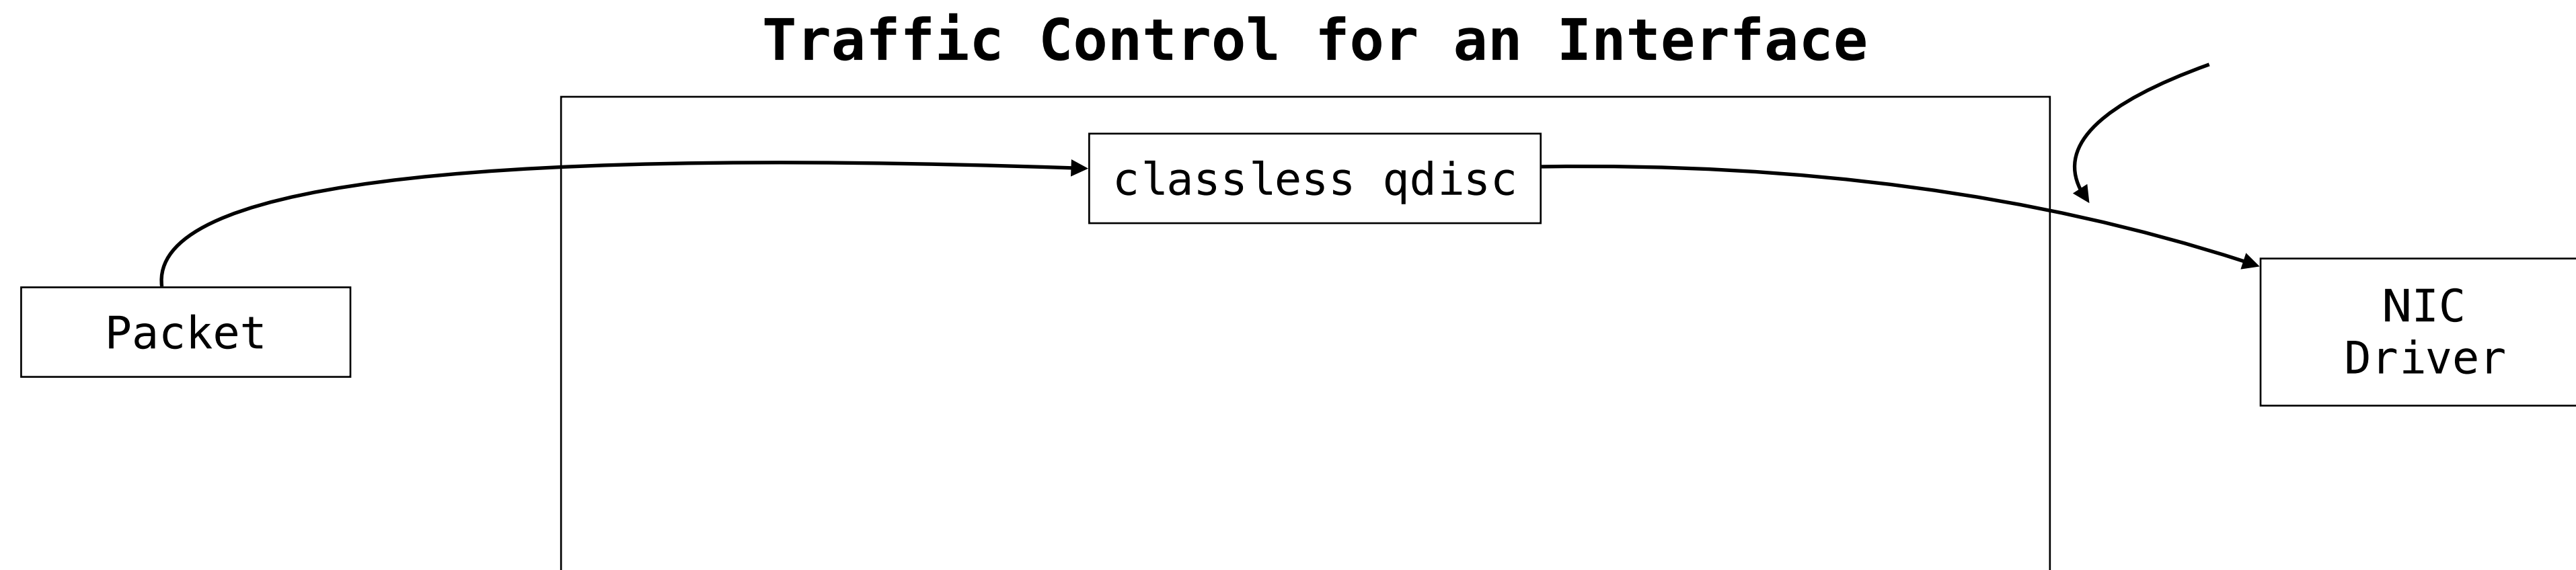 Traffic Control for an Interface
classless qdisc
Packet
NIC
Driver